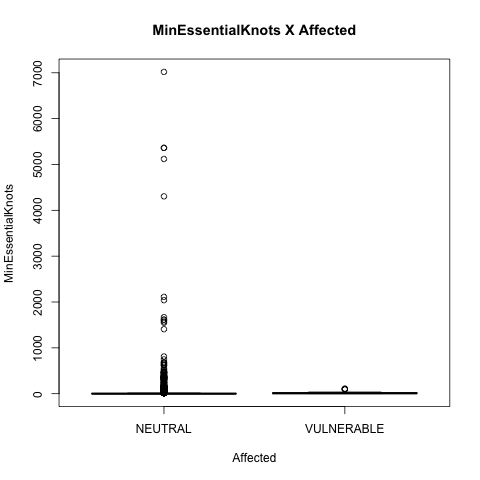 MinEssentialKnots X Affected
MinEssentialKnots
7000
6000
5000
4000
3000
2000
1000
0
NEUTRAL VULNERABLE
Affected